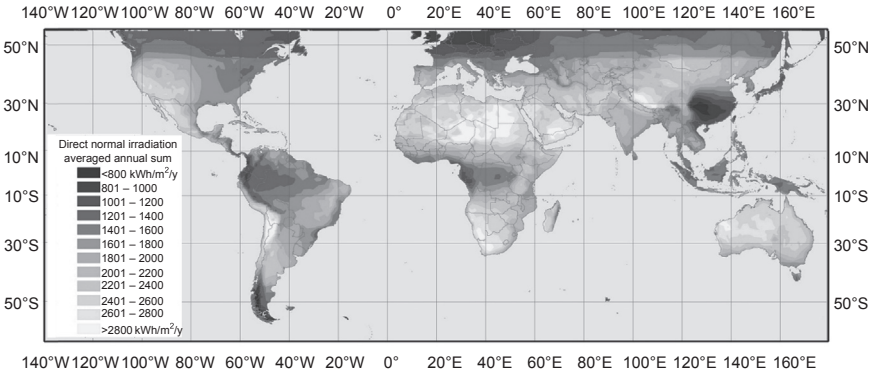 140°W 120°W 100°W 80°W 60°W 40°W 20°W 0° 20°E 40°E 60°E 80°E 100°E 120°E 140°E 160°E
50°N 50°N
30°N 30°N
10°N 10°N
10°S 10°S
30°S 30°S
50°S 50°S
Direct normal irradiation
averaged annual sum
<800 kWh/m²/y
801 – 1000
1001 – 1200
1201 – 1400
1401 – 1600
1601 – 1800
1801 – 2000
2001 – 2200
2201 – 2400
2401 – 2600
2601 – 2800
>2800 kWh/m²/y
140°W 120°W 100°W 80°W 60°W 40°W 20°W 0° 20°E 40°E 60°E 80°E 100°E 120°E 140°E 160°E